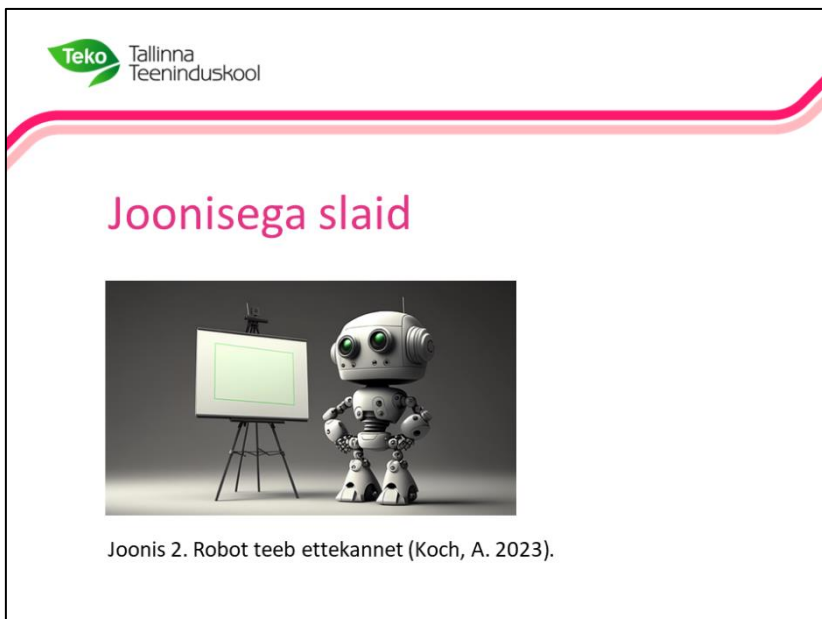 Teko
Tallinna
Teeninduskool
Joonisega slaid
Joonis 2. Robot teeb ettekannet (Koch, A. 2023).